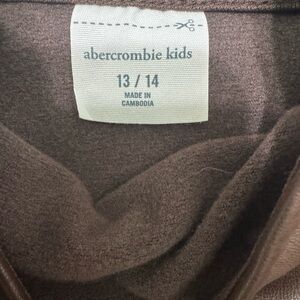 abercrombie kids
13 / 14
MADE IN
CAMBODIA